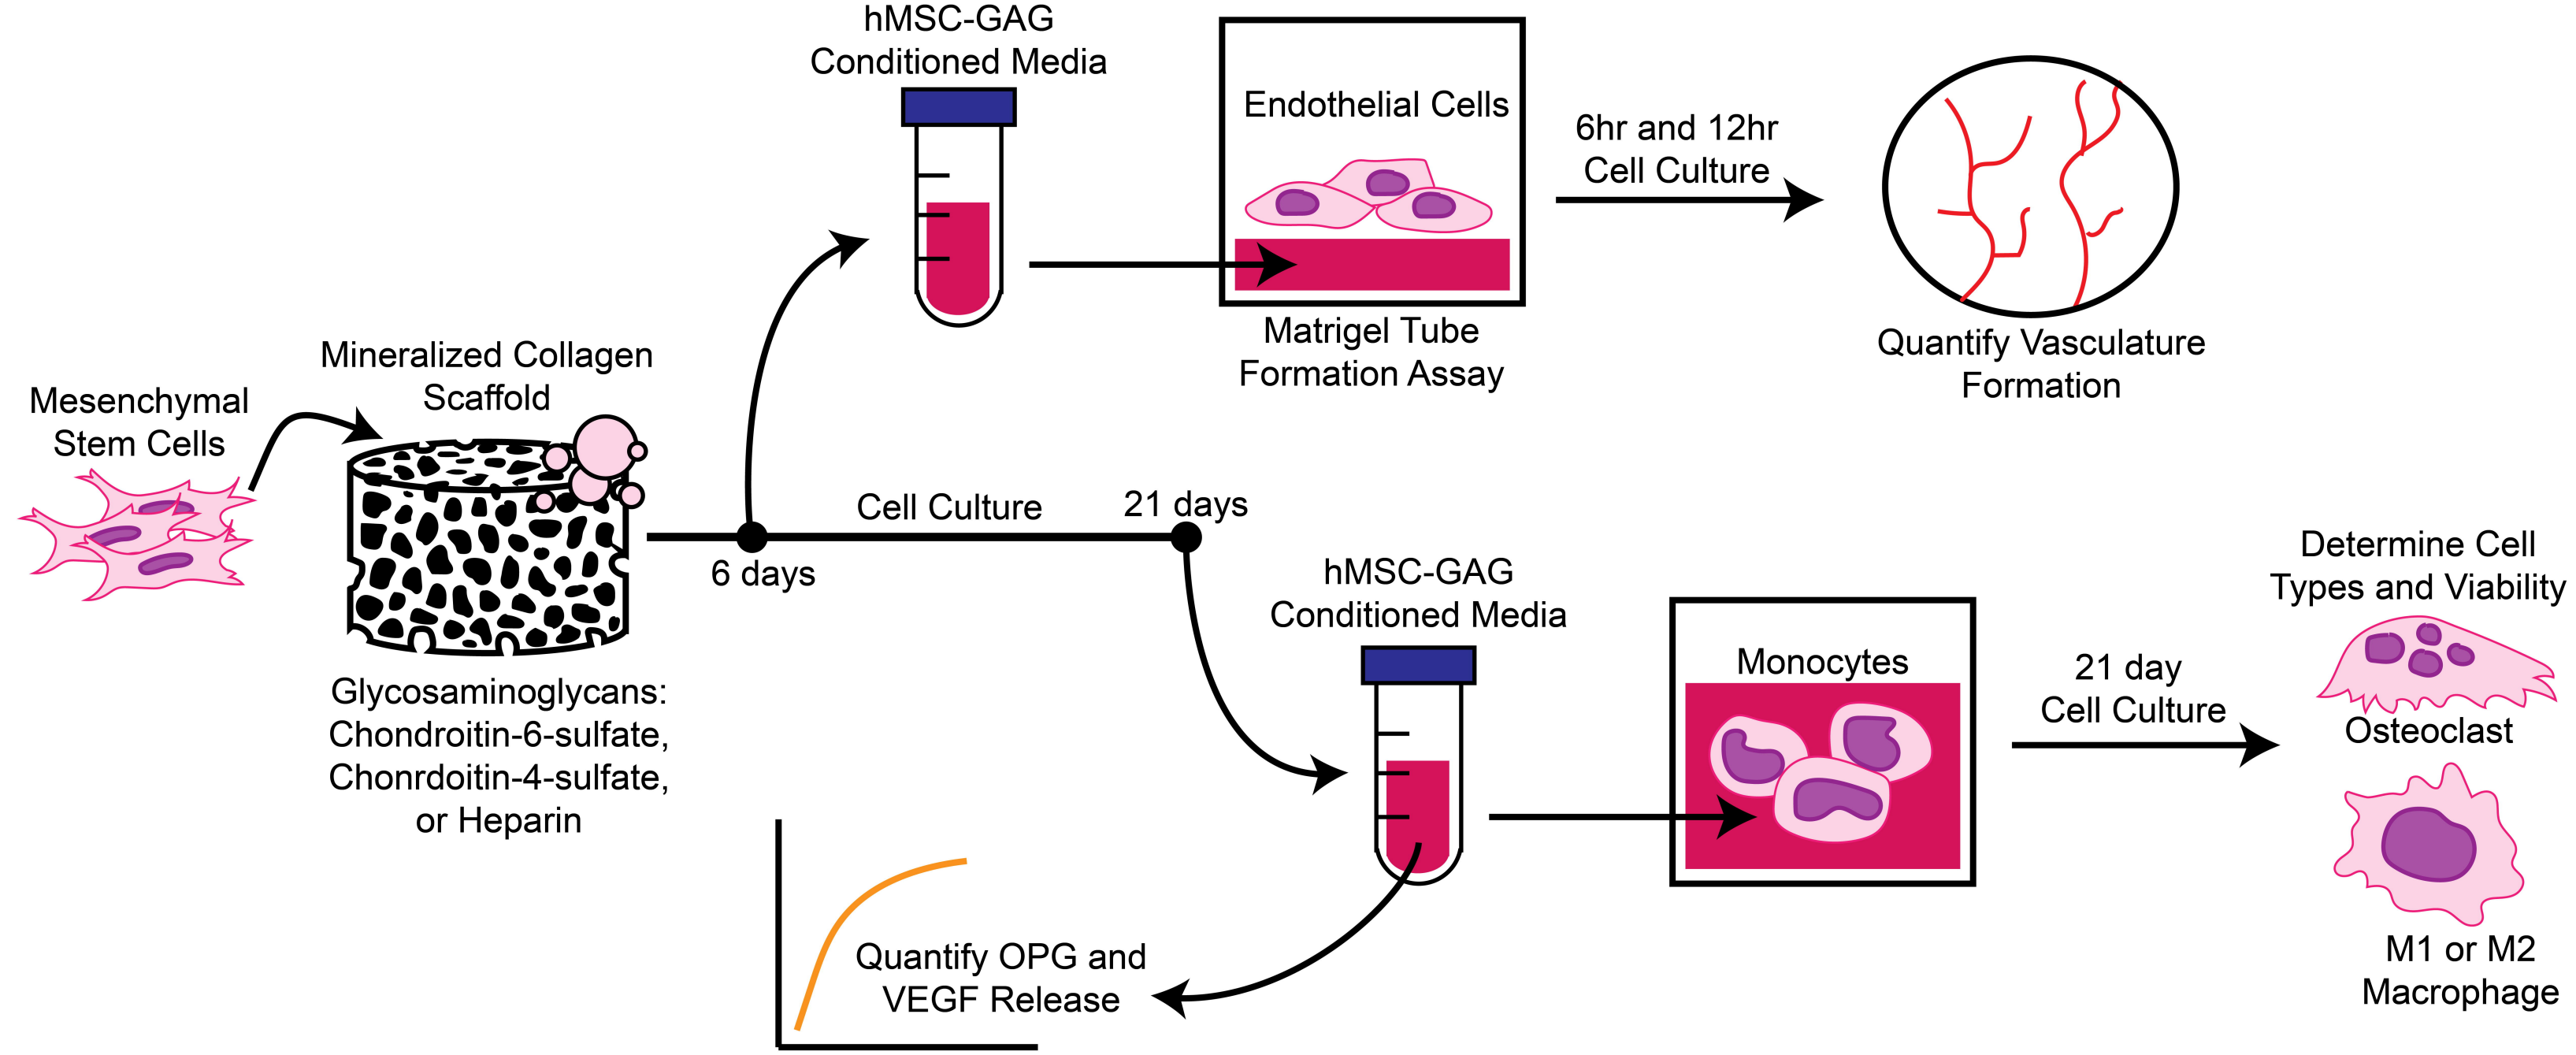 hMSC-GAG
Conditioned Media
Endothelial Cells
6hr and 12hr
Cell Culture
Matrigel Tube
Formation Assay
Quantify Vasculature
Formation
Mesenchymal
Stem Cells
Mineralized Collagen
Scaffold
Glycosaminoglycans:
Chondroitin-6-sulfate,
Chonrdoitin-4-sulfate,
or Heparin
6 days
Cell Culture
21 days
hMSC-GAG
Conditioned Media
Monocytes
21 day
Cell Culture
Determine Cell
Types and Viability
Osteoclast
M1 or M2
Macrophage
Quantify OPG and
VEGF Release